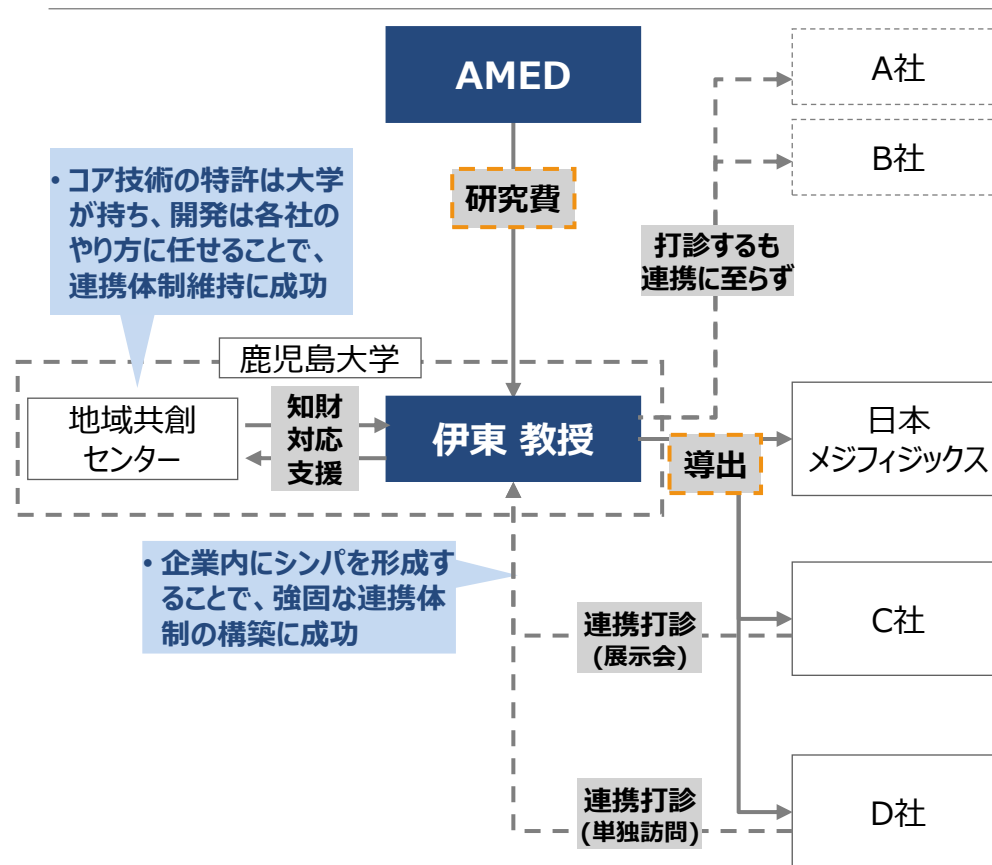 AMED
A社
B社
研究費
• コア技術の特許は大学
が持ち、開発は各社の
やり方に任せることで、
連携体制維持に成功
打診するも
連携に至らず
鹿児島大学
地域共創
センター
知財
対応
支援
伊東 教授
導出
日本
メジフィジックス
• 企業内にシンパを形成す
ることで、強固な連携体
制の構築に成功
連携打診
(展示会)
C社
連携打診
(単独訪問)
D社